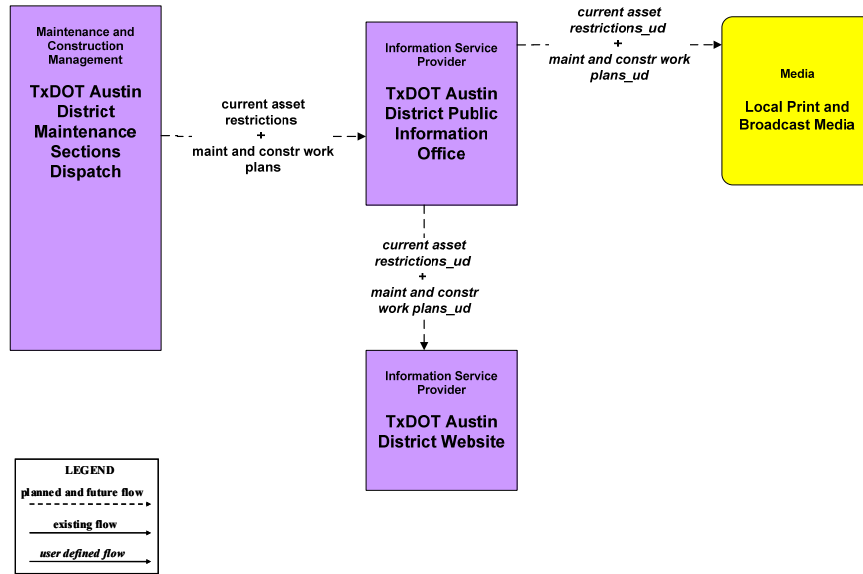 Maintenance and
Construction
Management
TxDOT Austin
District
Maintenance
Sections
Dispatch
current asset
restrictions
+
maint and constr work
plans
Information Service
Provider
TxDOT Austin
District Public
Information
Office
current asset
restrictions_ud
+
maint and constr work
plans_ud
Media
Local Print and
Broadcast Media
current asset
restrictions_ud
+
maint and constr
work plans_ud
Information Service
Provider
TxDOT Austin
District Website
LEGEND
planned and future flow
existing flow
user defined flow